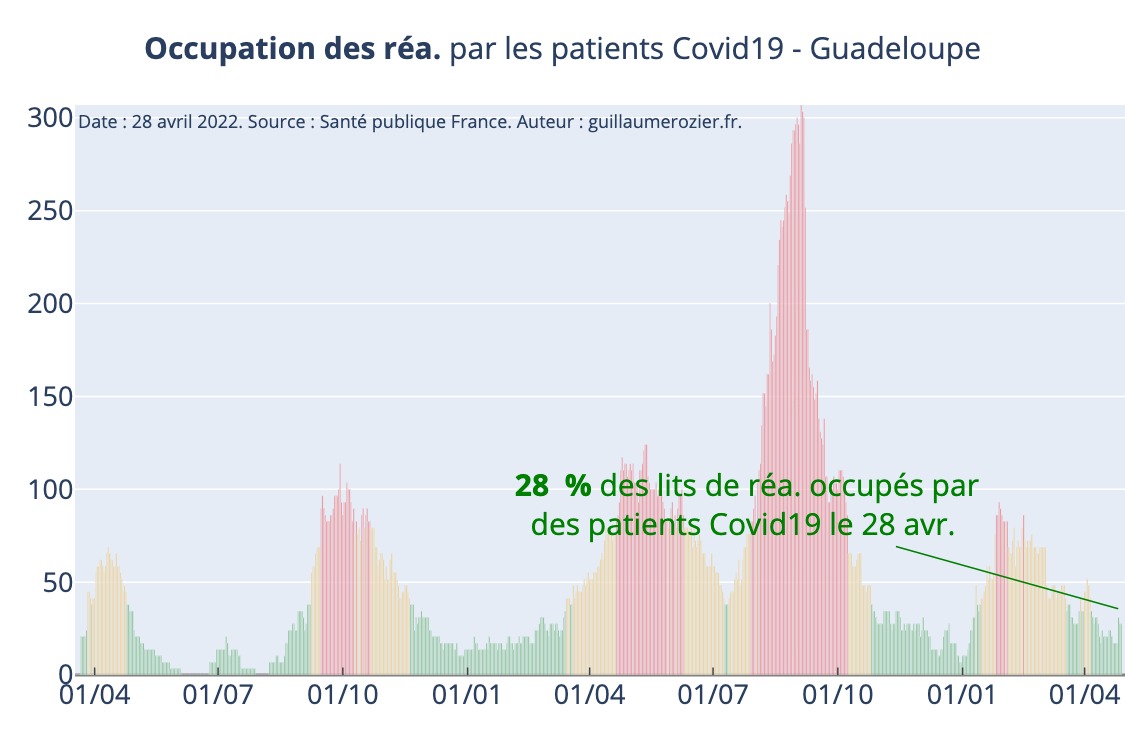 Occupation des réa. par les patients Covid19 - Guadeloupe
300
Date : 28 avril 2022. Source : Santé publique France. Auteur : guillaumerozier.fr.
250
200
150
100
28 % des lits de réa. occupés par
des patients Covid19 le 28 avr.
50
0
01/04 01/07 01/10 01/01 01/04 01/07 01/10 01/01 01/04